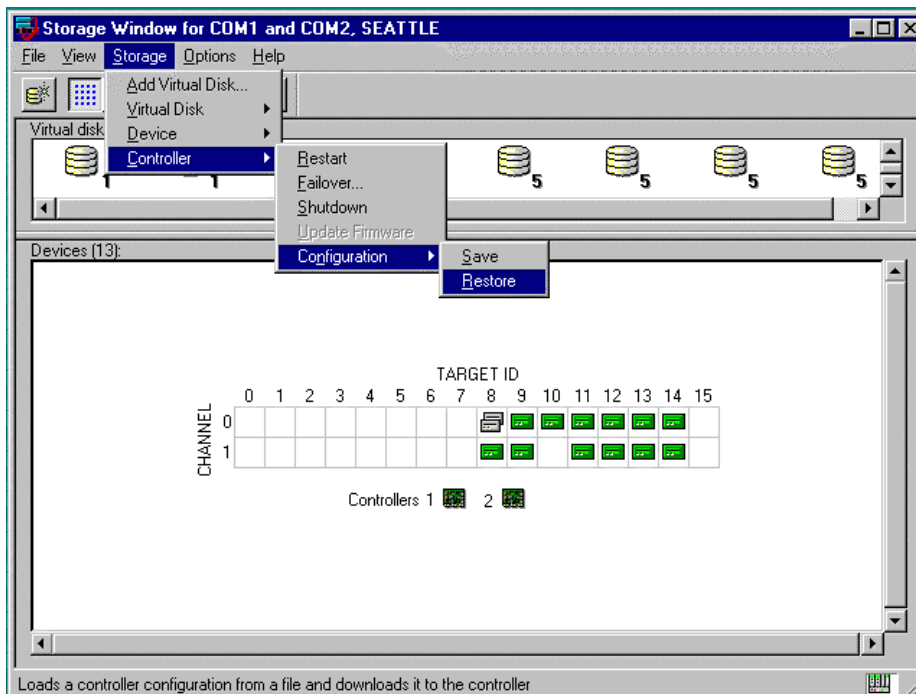 Storage Window for COM1 and COM2, SEATTLE
File View Storage Options Help
Add Virtual Disk...
Virtual Disk
Device
Controller
Virtual disk
1 1 5 5 5 5
Restart
Failover...
Shutdown
Update Firmware
Configuration
Save
Restore
Devices (13):
TARGET ID
0 1 2 3 4 5 6 7 8 9 10 11 12 13 14 15
CHANNEL
0
1
Controllers 1 2
Loads a controller configuration from a file and downloads it to the controller